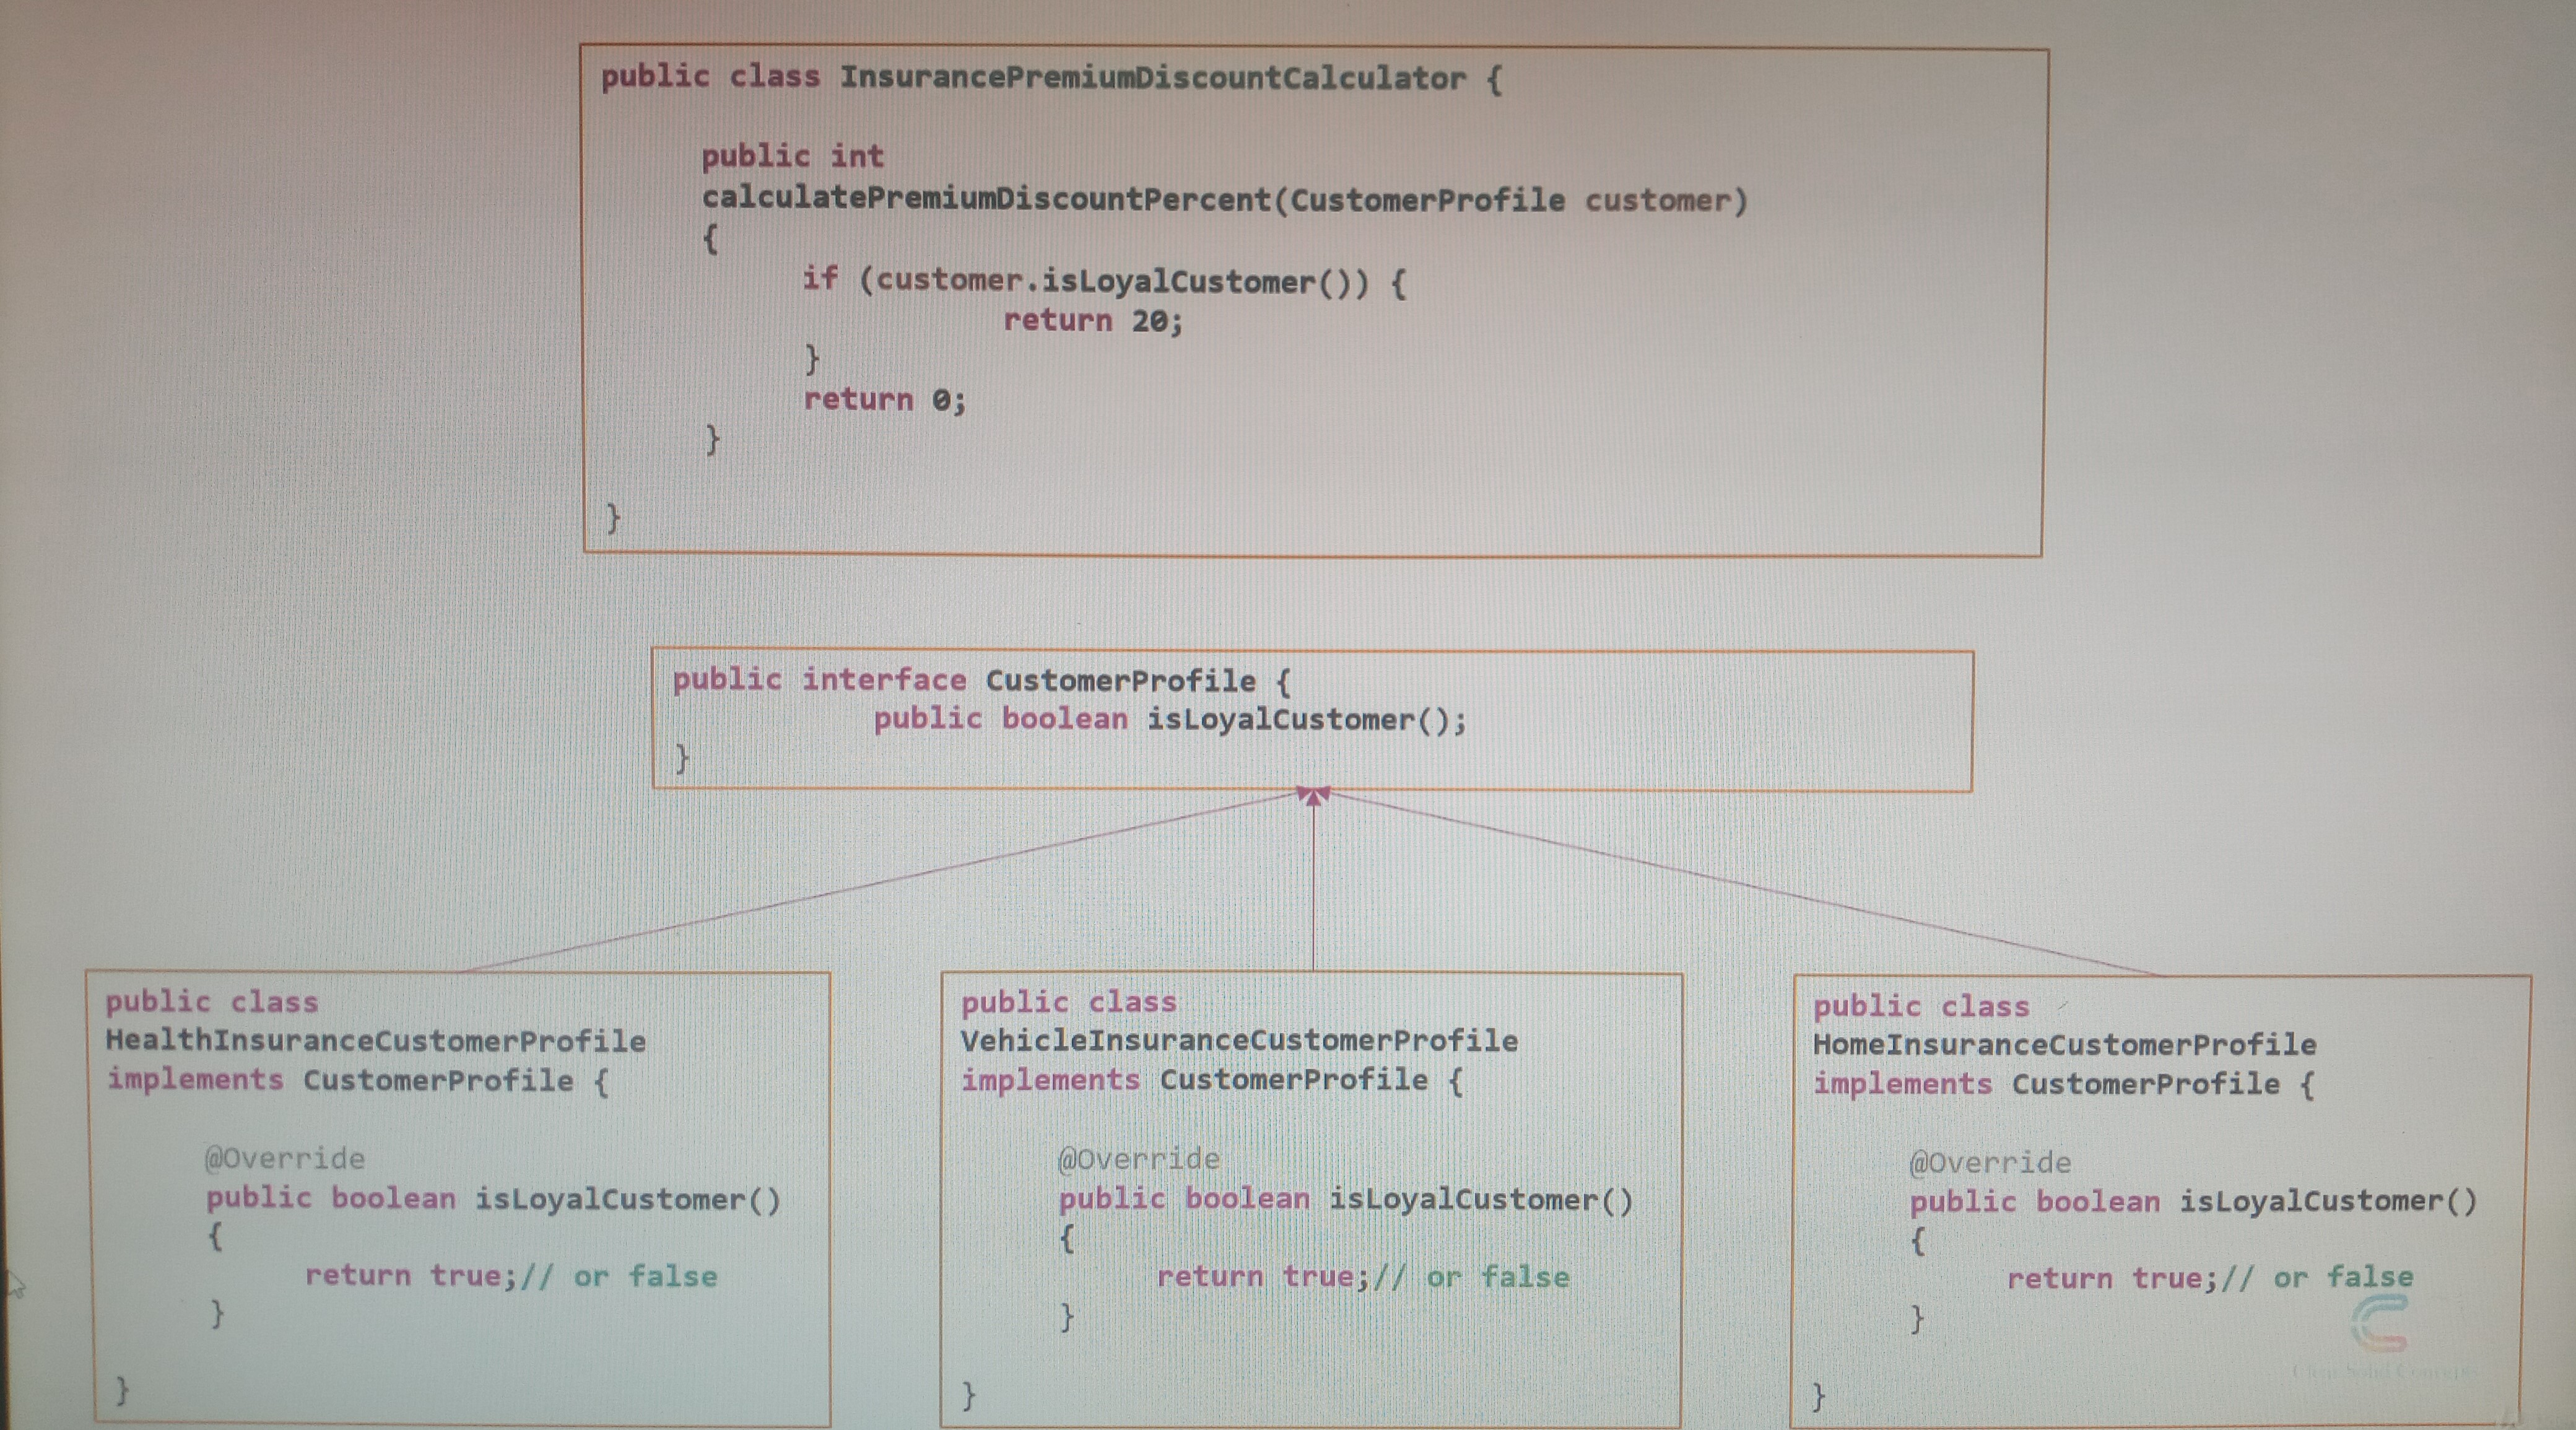 public class InsurancePremiumDiscountCalculator {
public int
calculatePremiumDiscountPercent(CustomerProfile customer)
{
if (customer.isLoyalCustomer()) {
return 20;
}
return 0;
}
}
public interface CustomerProfile {
public boolean isLoyalCustomer();
}
public class
HealthInsuranceCustomerProfile
implements CustomerProfile {
@Override
public boolean isLoyalCustomer()
{
return true;// or false
}
}
public class
VehicleInsuranceCustomerProfile
implements CustomerProfile {
@Override
public boolean isLoyalCustomer()
{
return true;// or false
}
}
public class
HomeInsuranceCustomerProfile
implements CustomerProfile {
@Override
public boolean isLoyalCustomer()
{
return true;// or false
}
}